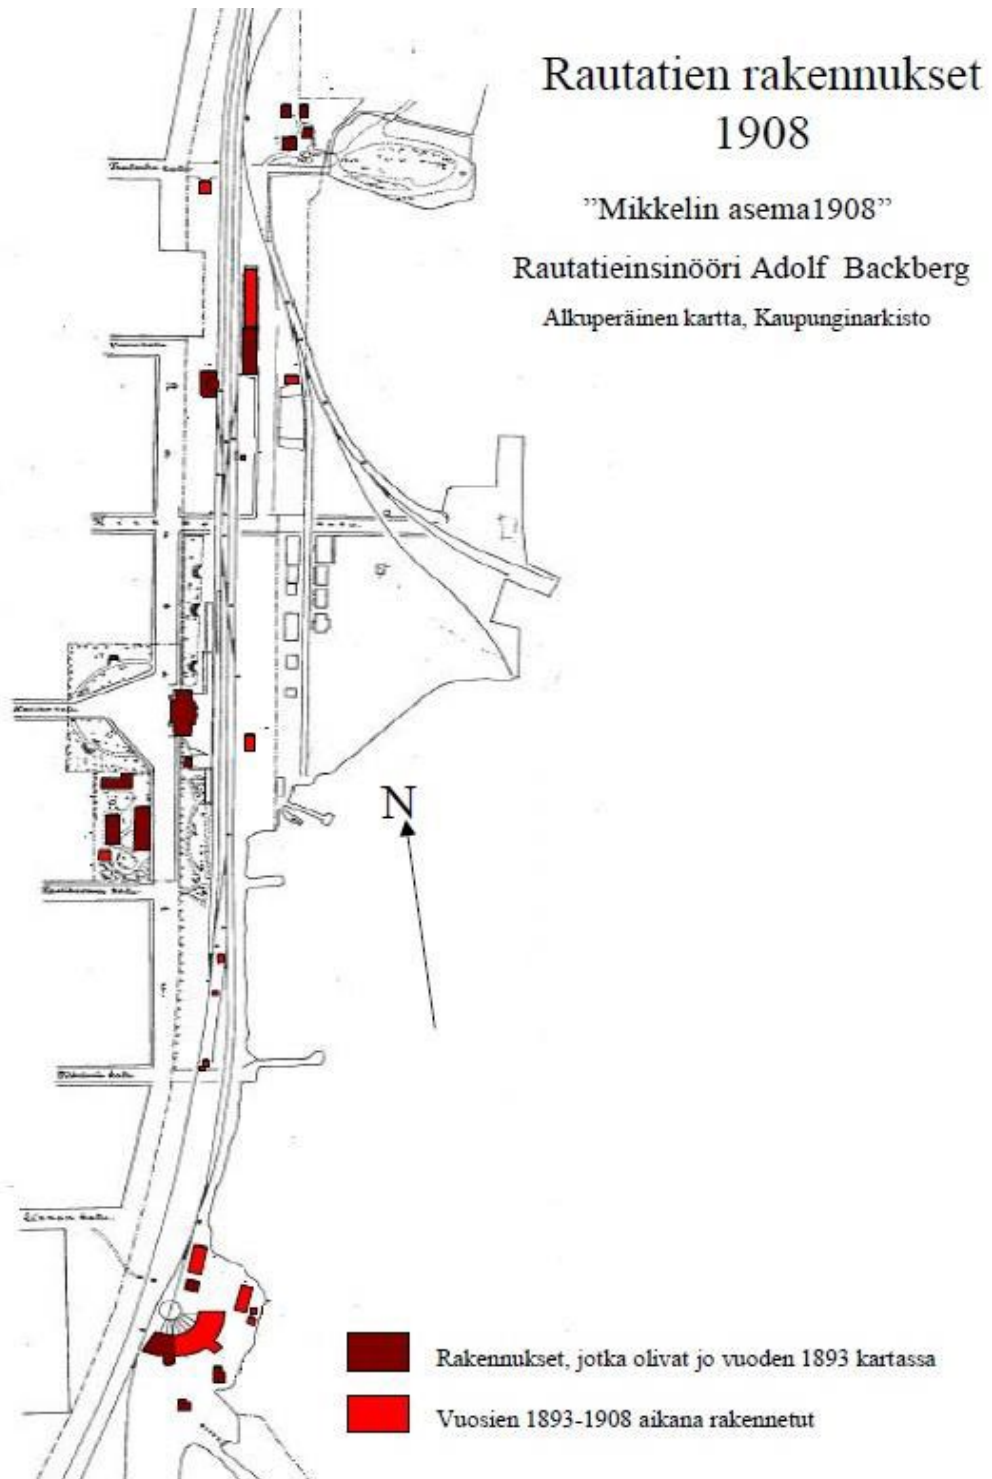 Rautatien rakennukset
1908
”Mikkelin asema1908”
Rautatieinsinööri Adolf Backberg
Alkuperäinen kartta, Kaupunginarkisto
N
Rakennukset, jotka olivat jo vuoden 1893 kartassa
Vuosien 1893-1908 aikana rakennetut